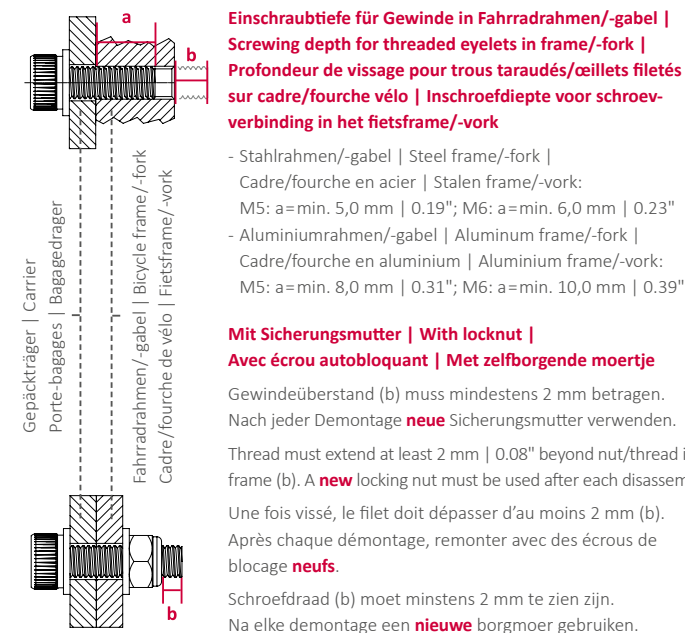 a
b
Einschraubtiefe für Gewinde in Fahrradrahmen/-gabel |
Screwing depth for threaded eyelets in frame/-fork |
Profondeur de vissage pour trous taraudés/œillets filetés
sur cadre/fourche vélo | Inschroefdiepte voor schroev-
verbinding in het fietsframe/-vork
- Stahlrahmen/-gabel | Steel frame/-fork |
Cadre/fourche en acier | Stalen frame/-vork:
M5: a=min. 5,0 mm | 0.19"; M6: a=min. 6,0 mm | 0.23"
- Aluminiumrahmen/-gabel | Aluminum frame/-fork |
Cadre/fourche en aluminium | Aluminium frame/-vork:
M5: a=min. 8,0 mm | 0.31"; M6: a=min. 10,0 mm | 0.39"
Gepäckträger | Carrier
Porte-bagages | Bagagedrager
Fahrradrahmen/-gabel | Bicycle frame/-fork
Cadre/fourche de vélo | Fietsframe/-vork
Mit Sicherungsmutter | With locknut |
Avec écrou autobloquant | Met zelfborgende moertje
Gewindeüberstand (b) muss mindestens 2 mm betragen.
Nach jeder Demontage neue Sicherungsmutter verwenden.
Thread must extend at least 2 mm | 0.08" beyond nut/thread i
frame (b). A new locking nut must be used after each disassem
Une fois vissé, le filet doit dépasser d'au moins 2 mm (b).
Après chaque démontage, remonter avec des écrous de
blocage neufs.
Schroefdraad (b) moet minstens 2 mm te zien zijn.
Na elke demontage een nieuwe borgmoer gebruiken.
b